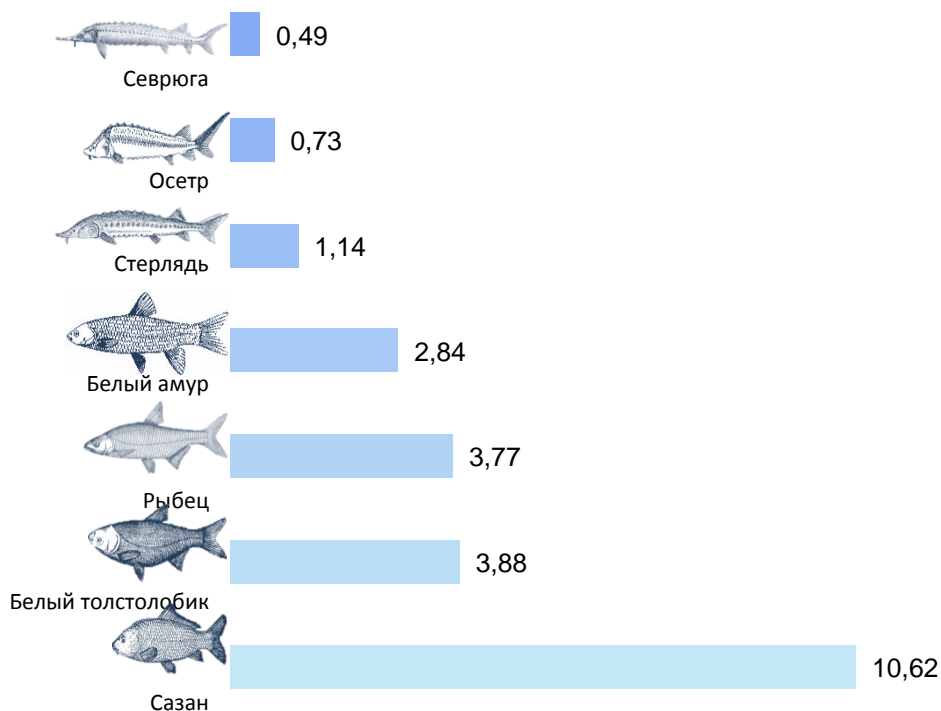 0,49
Севрюга
0,73
Осетр
1,14
Стерлядь
2,84
Белый амур
3,77
Рыбец
3,88
Белый толстолобик
10,62
Сазан